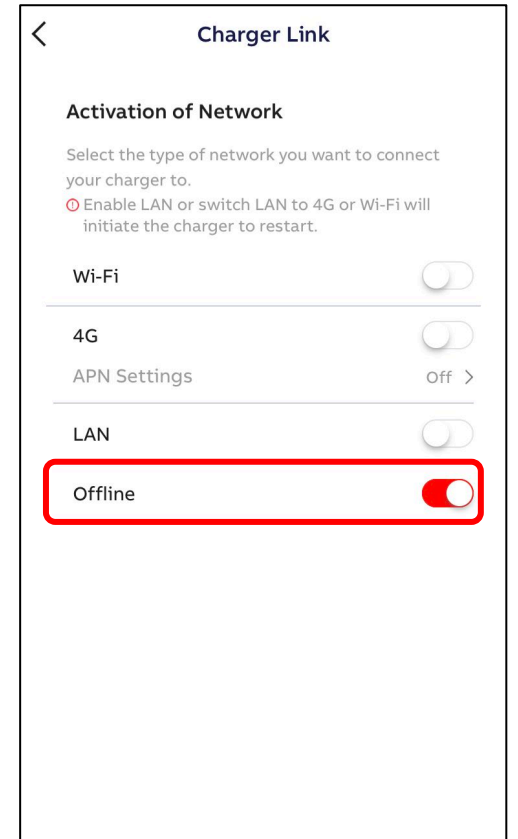 Charger Link
Activation of Network
Select the type of network you want to connect
your charger to.
Enable LAN or switch LAN to 4G or Wi-Fi will
initiate the charger to restart.
Wi-Fi
4G
APN Settings Off
LAN
Offline